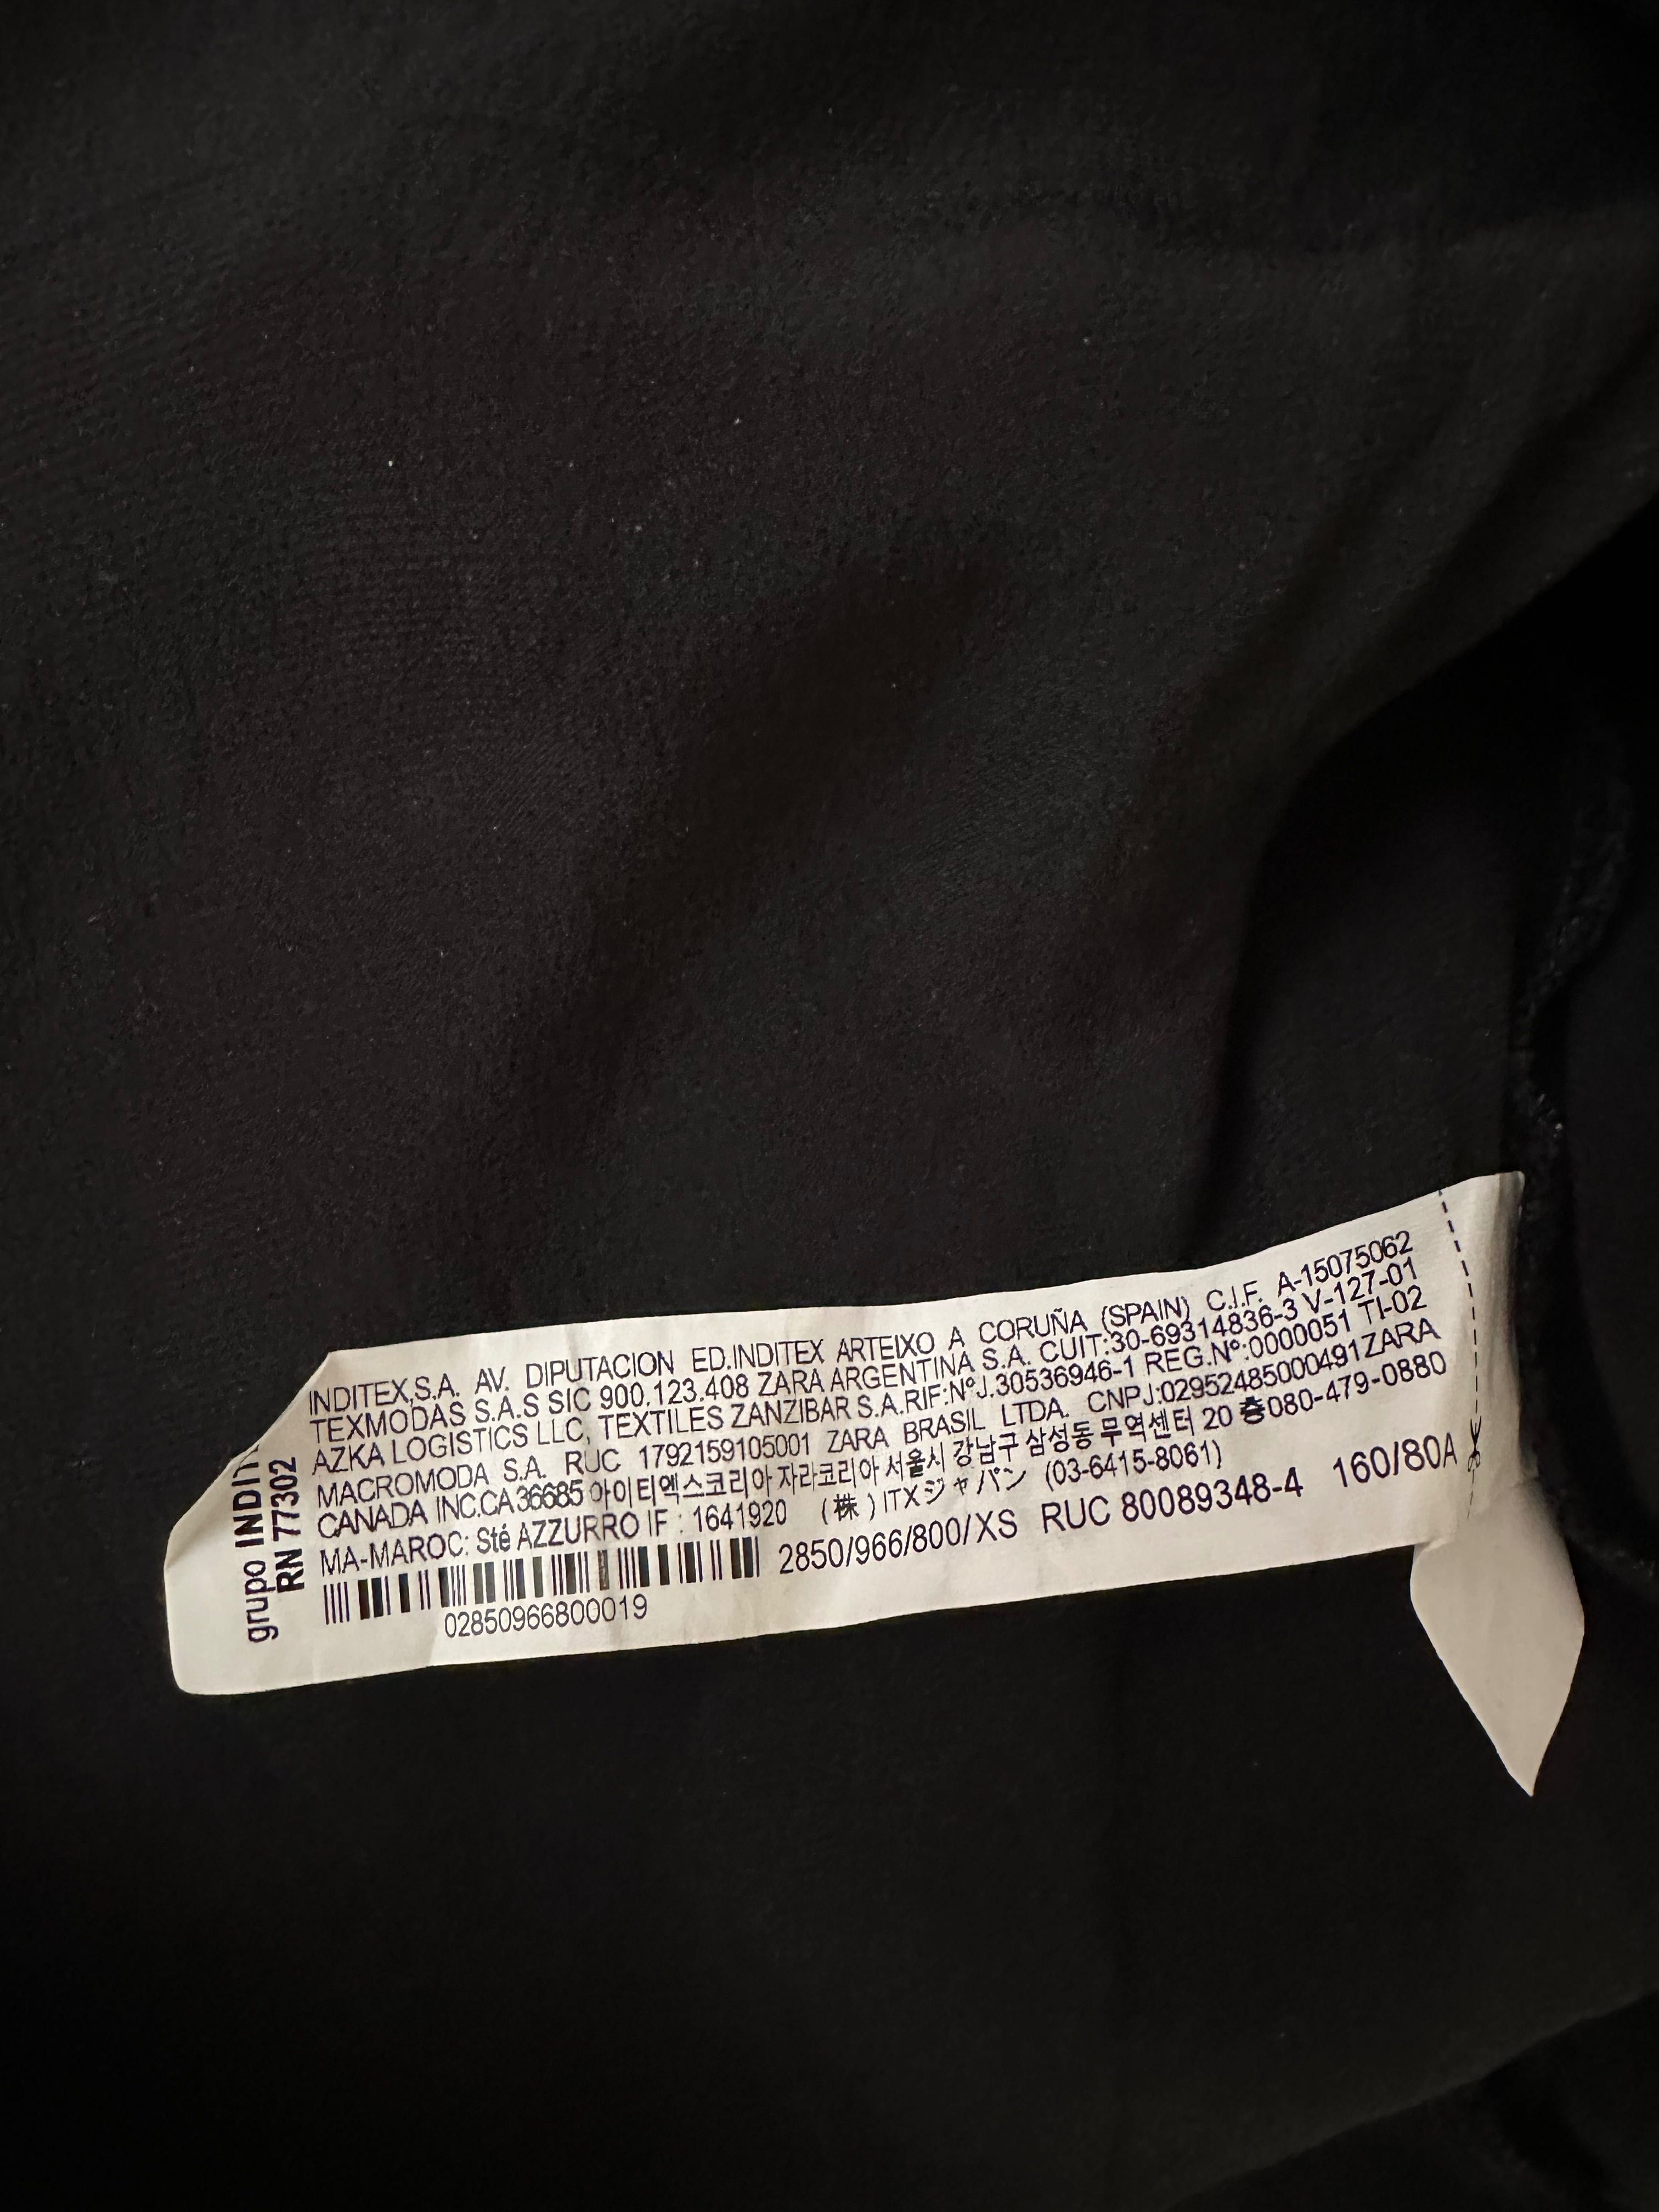 grupo INDIT
RN 77302
INDITEX,S.A. AV. DIPUTACION ED.INDITEX ARTEIXO A CORUÑA (SPAIN) C.I.F. A-15075062
TEXMODAS S.A.S SIC 900.123.408 ZARA ARGENTINA S.A. CUIT:30-69314836-3 V-127-01
AZKA LOGISTICS LLC, TEXTILES ZANZIBAR S.A.RIF:NºJ.30536946-1 REG.Nº:0000051 TI-02
MACROMODA S.A. RUC 1792159105001 ZARA BRASIL LTDA. CNPJ:02952485000491ZARA
CANADA INC.CA36685 아이티엑스코리아 자라코리아 서울시 강남구 삼성동 무역센터 20 층080-479-0880
MA-MAROC: Sté AZZURRO IF : 1641920 (株) ITXジャパン (03-6415-8061)
2850/966/800/XS RUC 80089348-4 160/80A
02850966800019